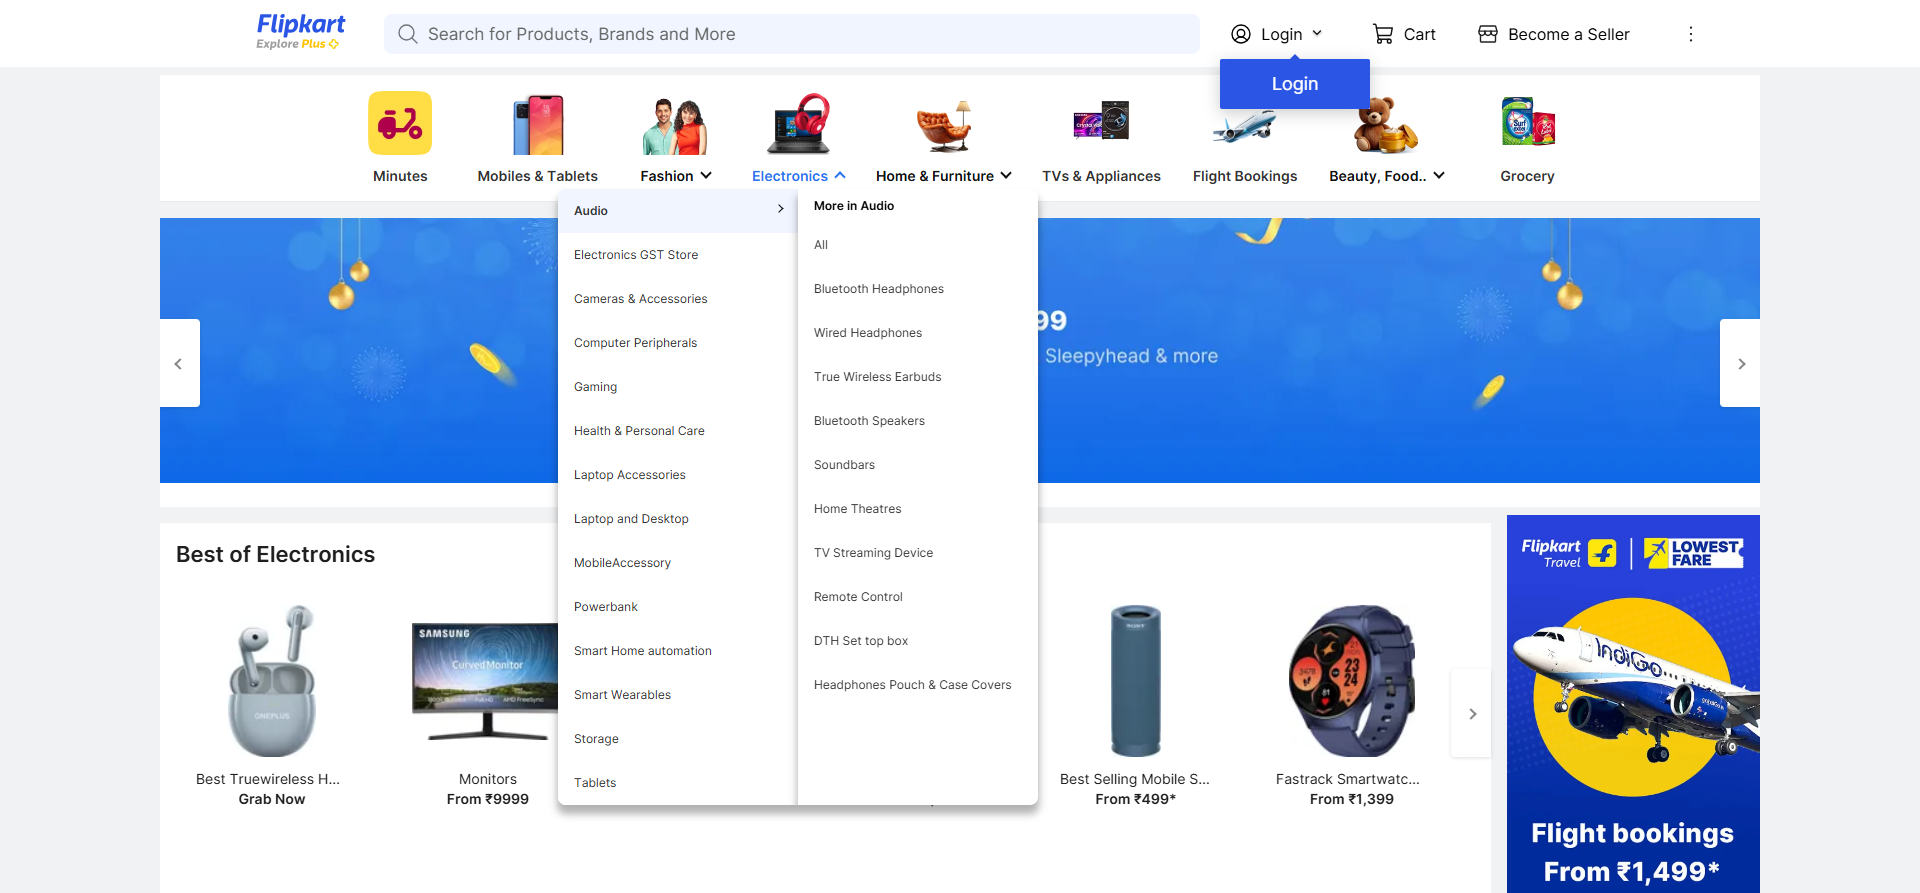 Flipkart
Explore Plus
Search for Products, Brands and More
Login
Cart
Become a Seller
Login
Minutes
Mobiles & Tablets
Fashion
Electronics
Home & Furniture
TVs & Appliances
Flight Bookings
Beauty, Food..
Grocery
Audio
Electronics GST Store
Cameras & Accessories
Computer Peripherals
Gaming
Health & Personal Care
Laptop Accessories
Laptop and Desktop
MobileAccessory
Powerbank
Smart Home automation
Smart Wearables
Storage
Tablets
More in Audio
All
Bluetooth Headphones
Wired Headphones
True Wireless Earbuds
Bluetooth Speakers
Soundbars
Home Theatres
TV Streaming Device
Remote Control
DTH Set top box
Headphones Pouch & Case Covers
99
Sleepyhead & more
Best of Electronics
ONEPLUS
Best Truewireless H...
Grab Now
SAMSUNG
Curved Monitor
Monitors
From ₹9999
SONY
Best Selling Mobile S...
From ₹499*
23
24
Fastrack Smartwatc...
From ₹1,399
Flipkart
Travel
LOWEST
FARE
IndiGo
Flight bookings
From ₹1,499*